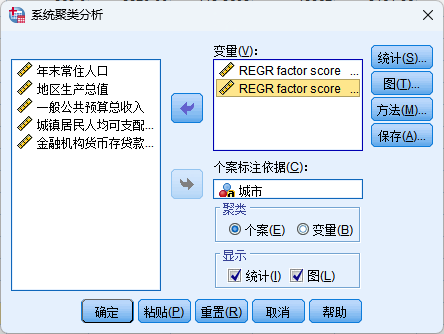 系统聚类分析
年末常住人口
地区生产总值
一般公共预算总收入
城镇居民人均可支配...
金融机构货币存贷款...
变量(V):
REGR factor score ...
REGR factor score ...
个案标注依据(C):
城市
聚类
个案(E) 变量(B)
显示
统计(I) 图(L)
统计(S)...
图(T)...
方法(M)...
保存(A)...
确定 粘贴(P) 重置(R) 取消 帮助